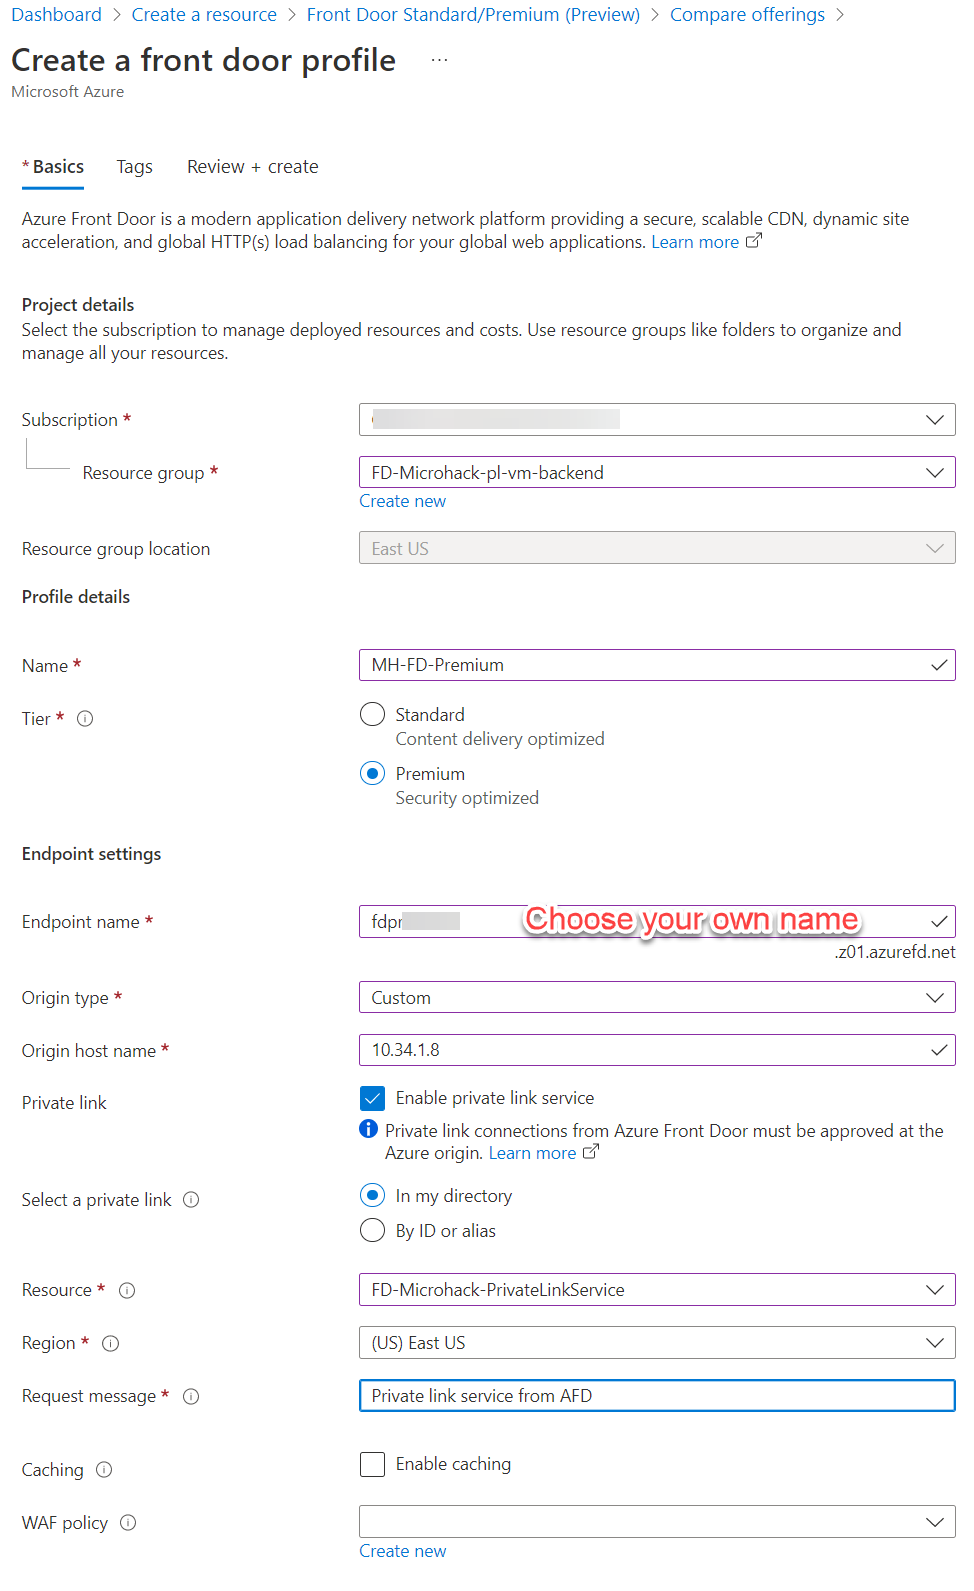 Dashboard > Create a resource > Front Door Standard/Premium (Preview) > Compare offerings >
Create a front door profile ...
Microsoft Azure
* Basics Tags Review + create
Azure Front Door is a modern application delivery network platform providing a secure, scalable CDN, dynamic site
acceleration, and global HTTP(s) load balancing for your global web applications. Learn more
Project details
Select the subscription to manage deployed resources and costs. Use resource groups like folders to organize and
manage all your resources.
Subscription *
Resource group * FD-Microhack-pl-vm-backend
Create new
Resource group location East US
Profile details
Name * MH-FD-Premium
Tier * Standard
Content delivery optimized
Premium
Security optimized
Endpoint settings
Endpoint name * fdpr Choose your own name
.z01.azurefd.net
Origin type * Custom
Origin host name * 10.34.1.8
Private link Enable private link service
Private link connections from Azure Front Door must be approved at the
Azure origin. Learn more
Select a private link In my directory
By ID or alias
Resource * FD-Microhack-PrivateLinkService
Region * (US) East US
Request message * Private link service from AFD
Caching Enable caching
WAF policy
Create new